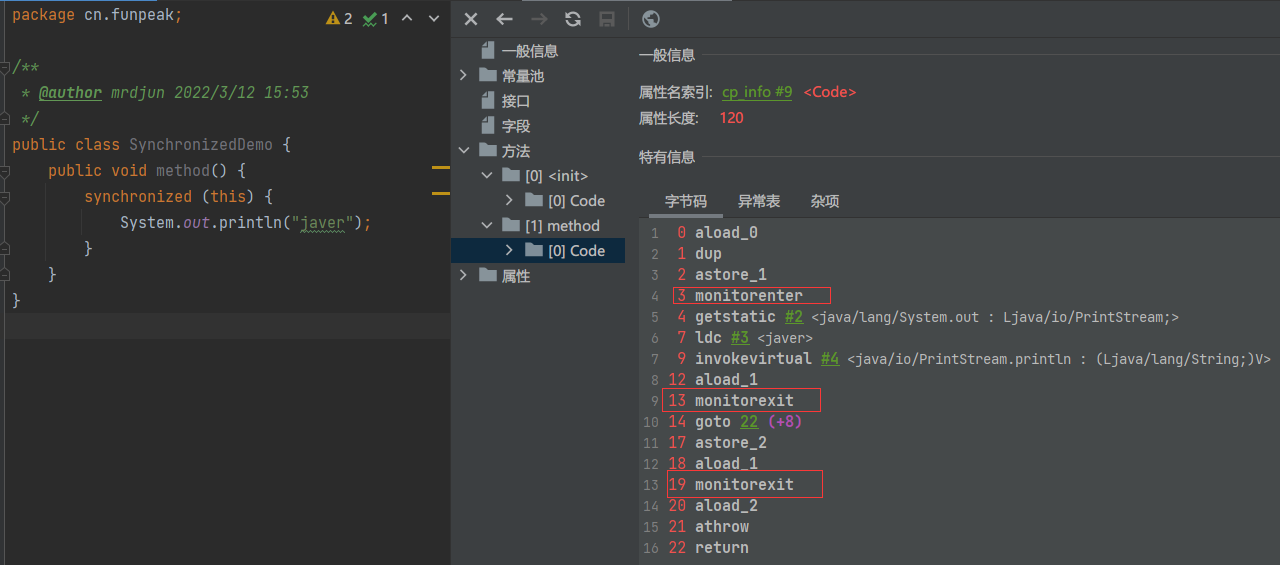 package cn.funpeak;
2 1
/**
* @author mrdjun 2022/3/12 15:53
*/
public class SynchronizedDemo {
public void method() {
synchronized (this) {
System.out.println("javer");
}
}
}
一般信息
常量池
接口
字段
方法
[0] <init>
[0] Code
[1] method
[0] Code
属性
一般信息
属性名索引: cp_info #9 <Code>
属性长度: 120
特有信息
字节码 异常表 杂项
1 0 aload_0
2 1 dup
3 2 astore_1
4 3 monitorenter
5 4 getstatic #2 <java/lang/System.out : Ljava/io/PrintStream;>
6 7 ldc #3 <javer>
7 9 invokevirtual #4 <java/io/PrintStream.println : (Ljava/lang/String;)V>
8 12 aload_1
9 13 monitorexit
10 14 goto 22 (+8)
11 17 astore_2
12 18 aload_1
13 19 monitorexit
14 20 aload_2
15 21 athrow
16 22 return